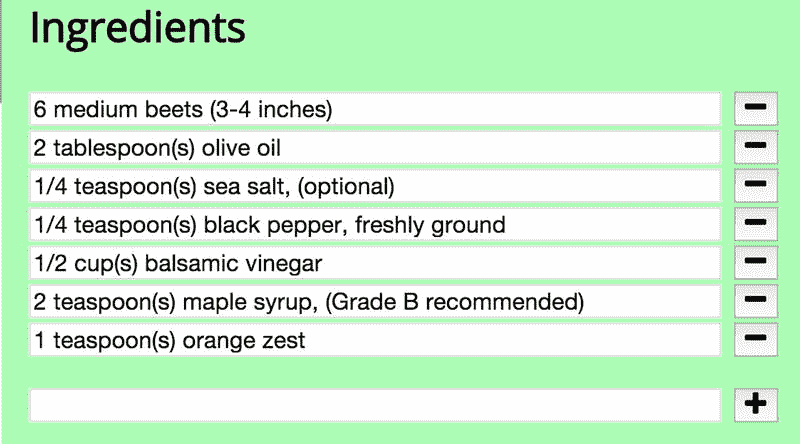 Ingredients
6 medium beets (3-4 inches)
2 tablespoon(s) olive oil
1/4 teaspoon(s) sea salt, (optional)
1/4 teaspoon(s) black pepper, freshly ground
1/2 cup(s) balsamic vinegar
2 teaspoon(s) maple syrup, (Grade B recommended)
1 teaspoon(s) orange zest